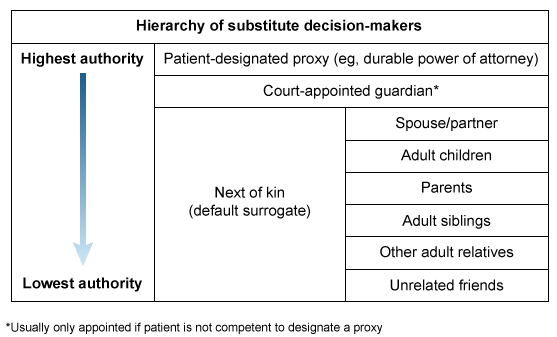 Hierarchy of substitute decision-makers
Highest authority
Patient-designated proxy (eg, durable power of attorney)
Court-appointed guardian*
Next of kin
(default surrogate)
Spouse/partner
Adult children
Parents
Adult siblings
Other adult relatives
Unrelated friends
Lowest authority
*Usually only appointed if patient is not competent to designate a proxy